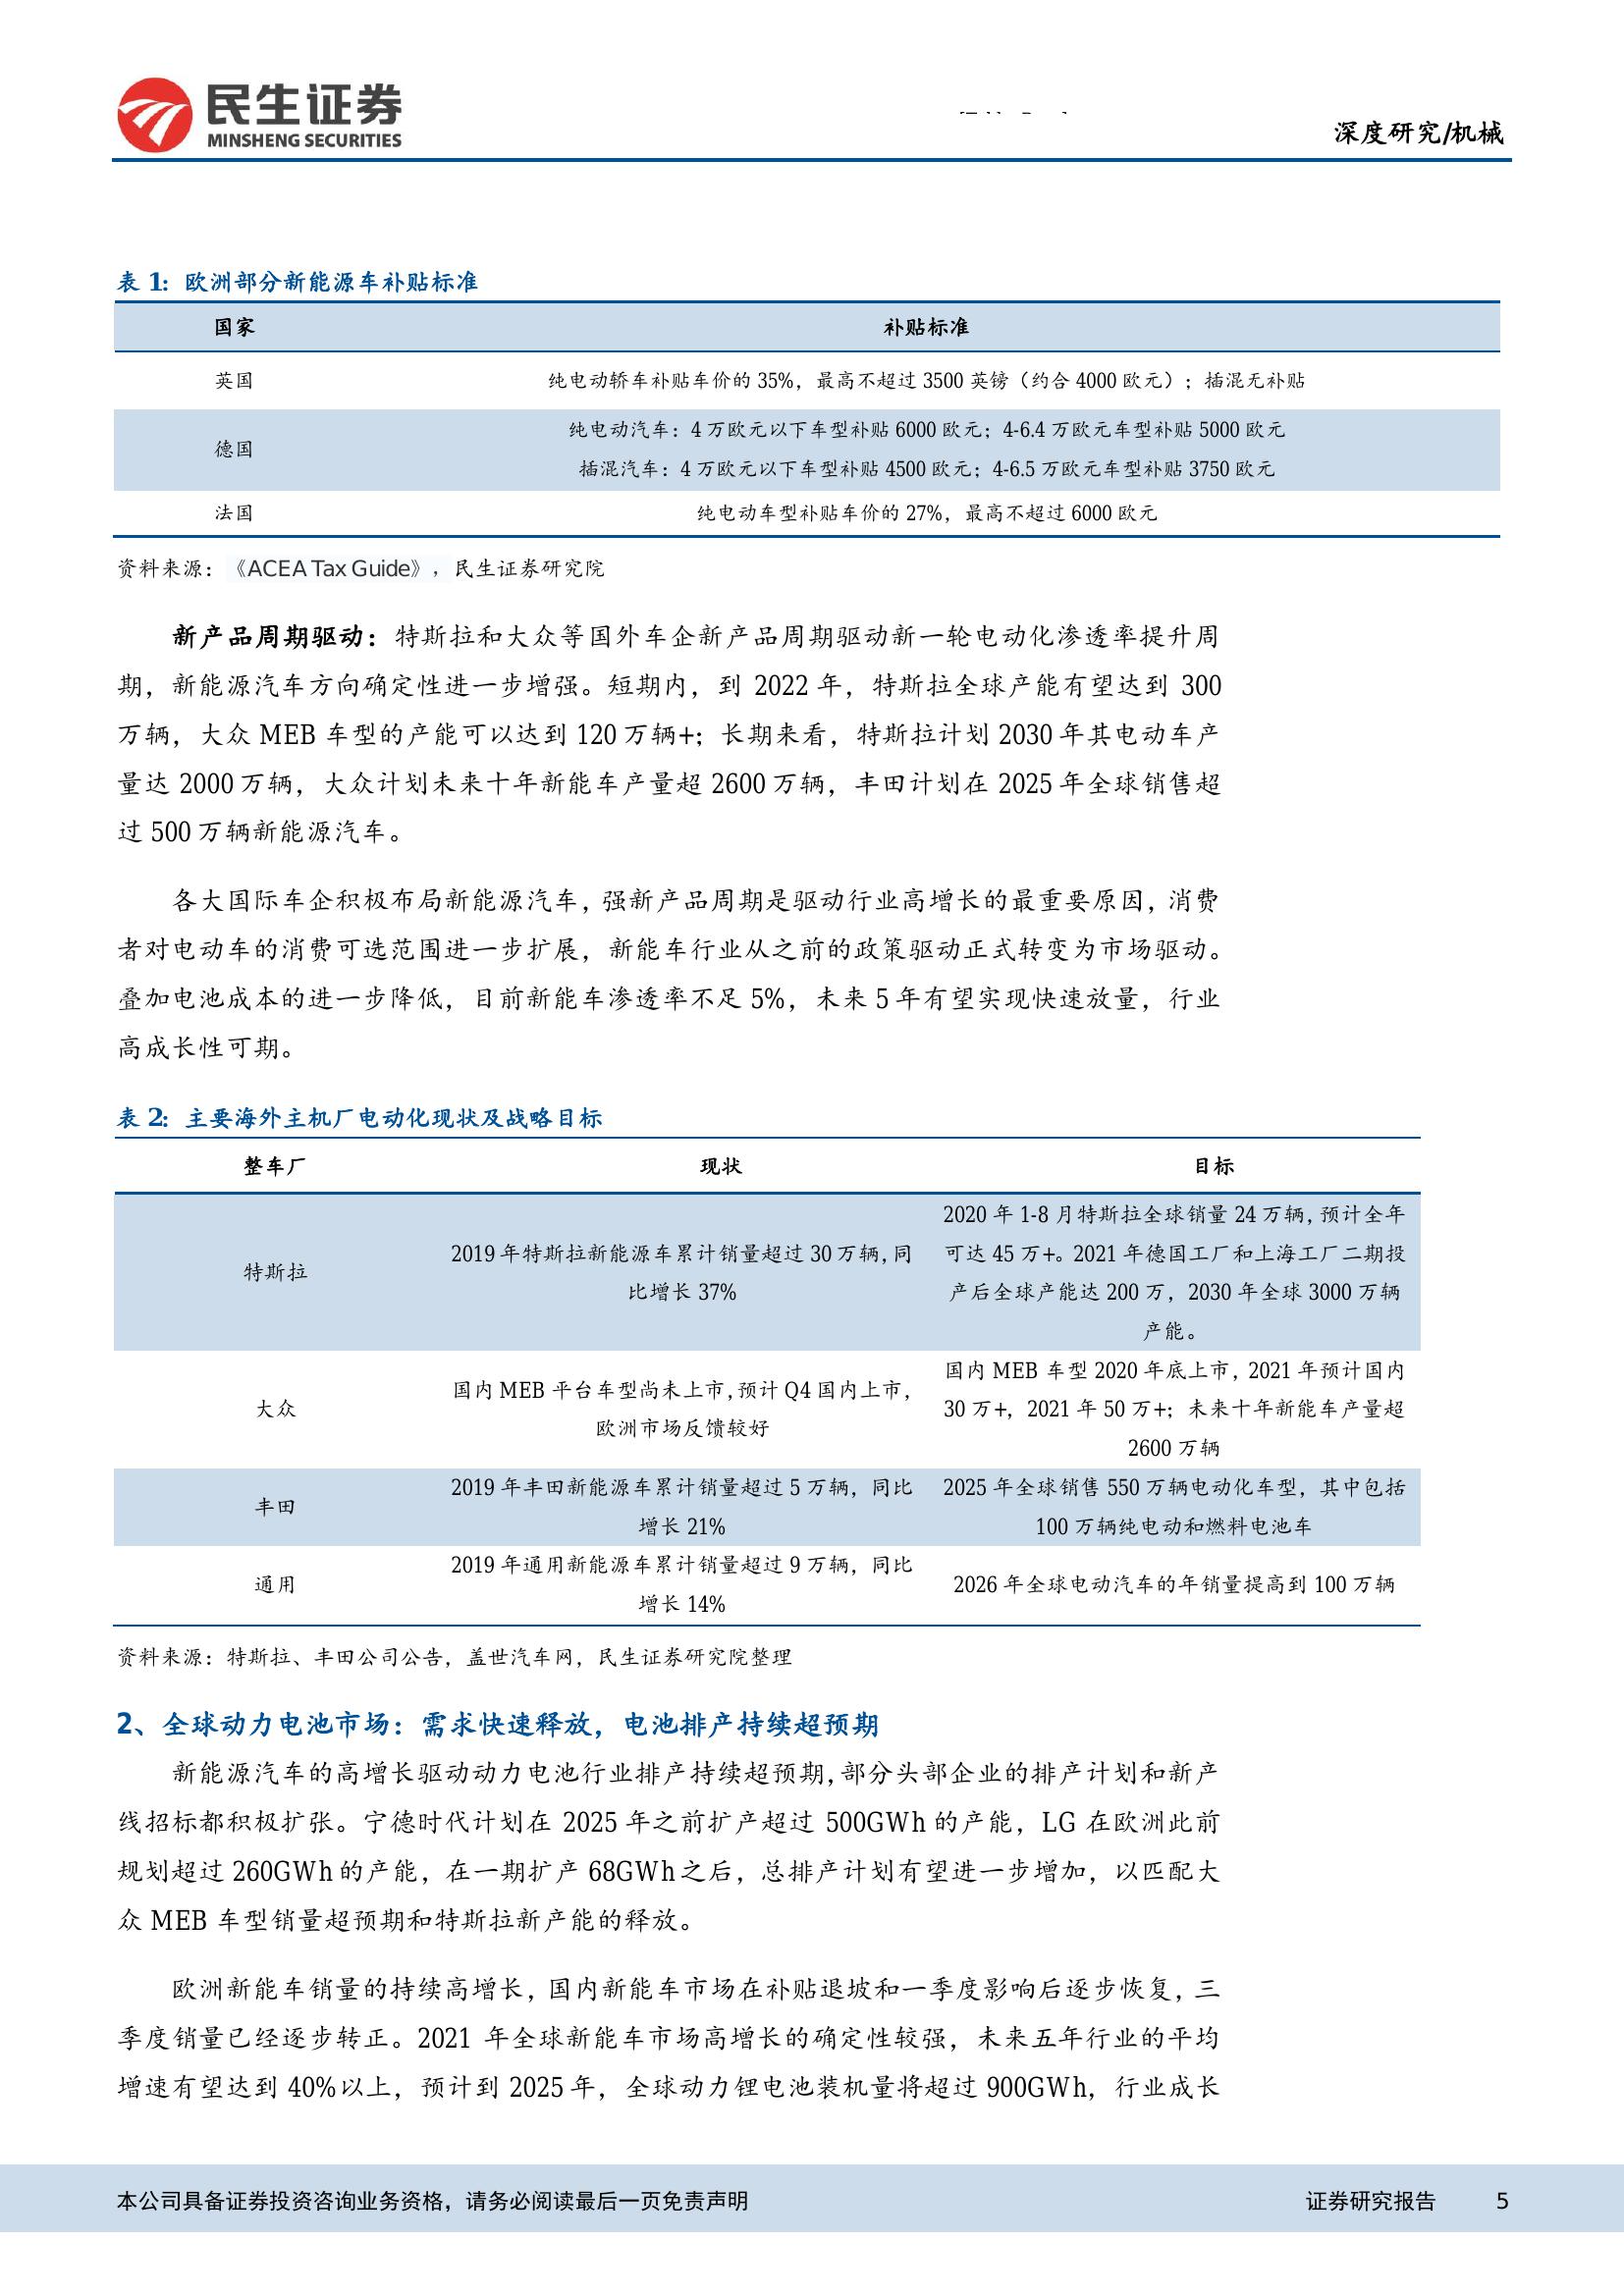 民生证券
MINSHENG SECURITIES
深度研究/机械
表 1：欧洲部分新能源车补贴标准
国家 补贴标准
英国 纯电动轿车补贴车价的 35%，最高不超过 3500 英镑（约合 4000 欧元）；插混无补贴
德国 纯电动汽车：4 万欧元以下车型补贴 6000 欧元；4-6.4 万欧元车型补贴 5000 欧元
插混汽车：4 万欧元以下车型补贴 4500 欧元；4-6.5 万欧元车型补贴 3750 欧元
法国 纯电动车型补贴车价的 27%，最高不超过 6000 欧元
资料来源：《ACEA Tax Guide》，民生证券研究院
新产品周期驱动：特斯拉和大众等国外车企新产品周期驱动新一轮电动化渗透率提升周
期，新能源汽车方向确定性进一步增强。短期内，到 2022 年，特斯拉全球产能有望达到 300
万辆，大众 MEB 车型的产能可以达到 120 万辆+；长期来看，特斯拉计划 2030 年其电动车产
量达 2000 万辆，大众计划未来十年新能车产量超 2600 万辆，丰田计划在 2025 年全球销售超
过 500 万辆新能源汽车。
各大国际车企积极布局新能源汽车，强新产品周期是驱动行业高增长的最重要原因，消费
者对电动车的消费可选范围进一步扩展，新能车行业从之前的政策驱动正式转变为市场驱动。
叠加电池成本的进一步降低，目前新能车渗透率不足 5%，未来 5 年有望实现快速放量，行业
高成长性可期。
表 2：主要海外主机厂电动化现状及战略目标
整车厂 现状 目标
特斯拉
2019 年特斯拉新能源车累计销量超过 30 万辆，同
比增长 37%
2020 年 1-8 月特斯拉全球销量 24 万辆，预计全年
可达 45 万+。2021 年德国工厂和上海工厂二期投
产后全球产能达 200 万，2030 年全球 3000 万辆
产能。
大众
国内 MEB 平台车型尚未上市，预计 Q4 国内上市，
欧洲市场反馈较好
国内 MEB 车型 2020 年底上市，2021 年预计国内
30 万+，2021 年 50 万+；未来十年新能车产量超
2600 万辆
丰田
2019 年丰田新能源车累计销量超过 5 万辆，同比
增长 21%
2025 年全球销售 550 万辆电动化车型，其中包括
100 万辆纯电动和燃料电池车
通用
2019 年通用新能源车累计销量超过 9 万辆，同比
增长 14%
2026 年全球电动汽车的年销量提高到 100 万辆
资料来源：特斯拉、丰田公司公告，盖世汽车网，民生证券研究院整理
2、全球动力电池市场：需求快速释放，电池排产持续超预期
新能源汽车的高增长驱动动力电池行业排产持续超预期，部分头部企业的排产计划和新产
线招标都积极扩张。宁德时代计划在 2025 年之前扩产超过 500GWh 的产能，LG 在欧洲此前
规划超过 260GWh 的产能，在一期扩产 68GWh 之后，总排产计划有望进一步增加，以匹配大
众 MEB 车型销量超预期和特斯拉新产能的释放。
欧洲新能车销量的持续高增长，国内新能车市场在补贴退坡和一季度影响后逐步恢复，三
季度销量已经逐步转正。2021 年全球新能车市场高增长的确定性较强，未来五年行业的平均
增速有望达到 40%以上，预计到 2025 年，全球动力锂电池装机量将超过 900GWh，行业成长
本公司具备证券投资咨询业务资格，请务必阅读最后一页免责声明 证券研究报告 5